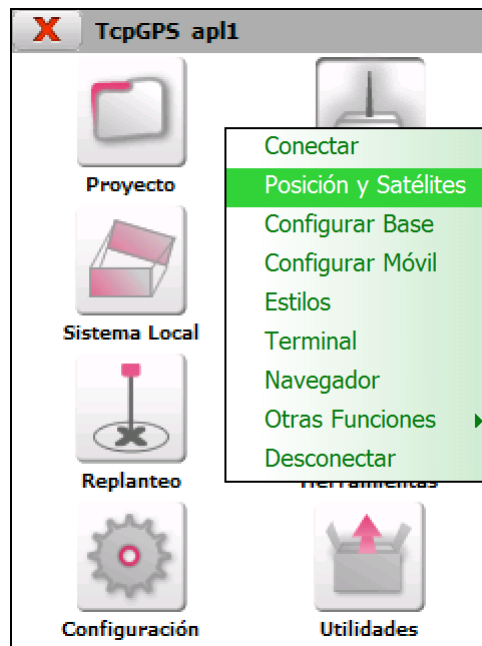 TcpGPS apl1
Proyecto
Conectar
Posición y Satélites
Configurar Base
Configurar Móvil
Estilos
Terminal
Navegador
Otras Funciones
Desconectar
Sistema Local
Replanteo
Herramientas
Configuración
Utilidades